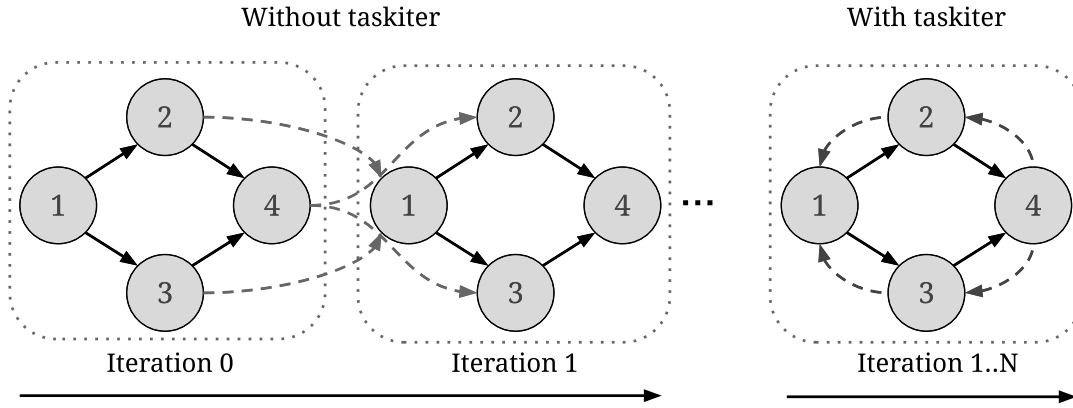 Without taskiter
With taskiter
2
1
4
3
2
1
4
3
...
2
1
4
3
Iteration 0
Iteration 1
Iteration 1..N